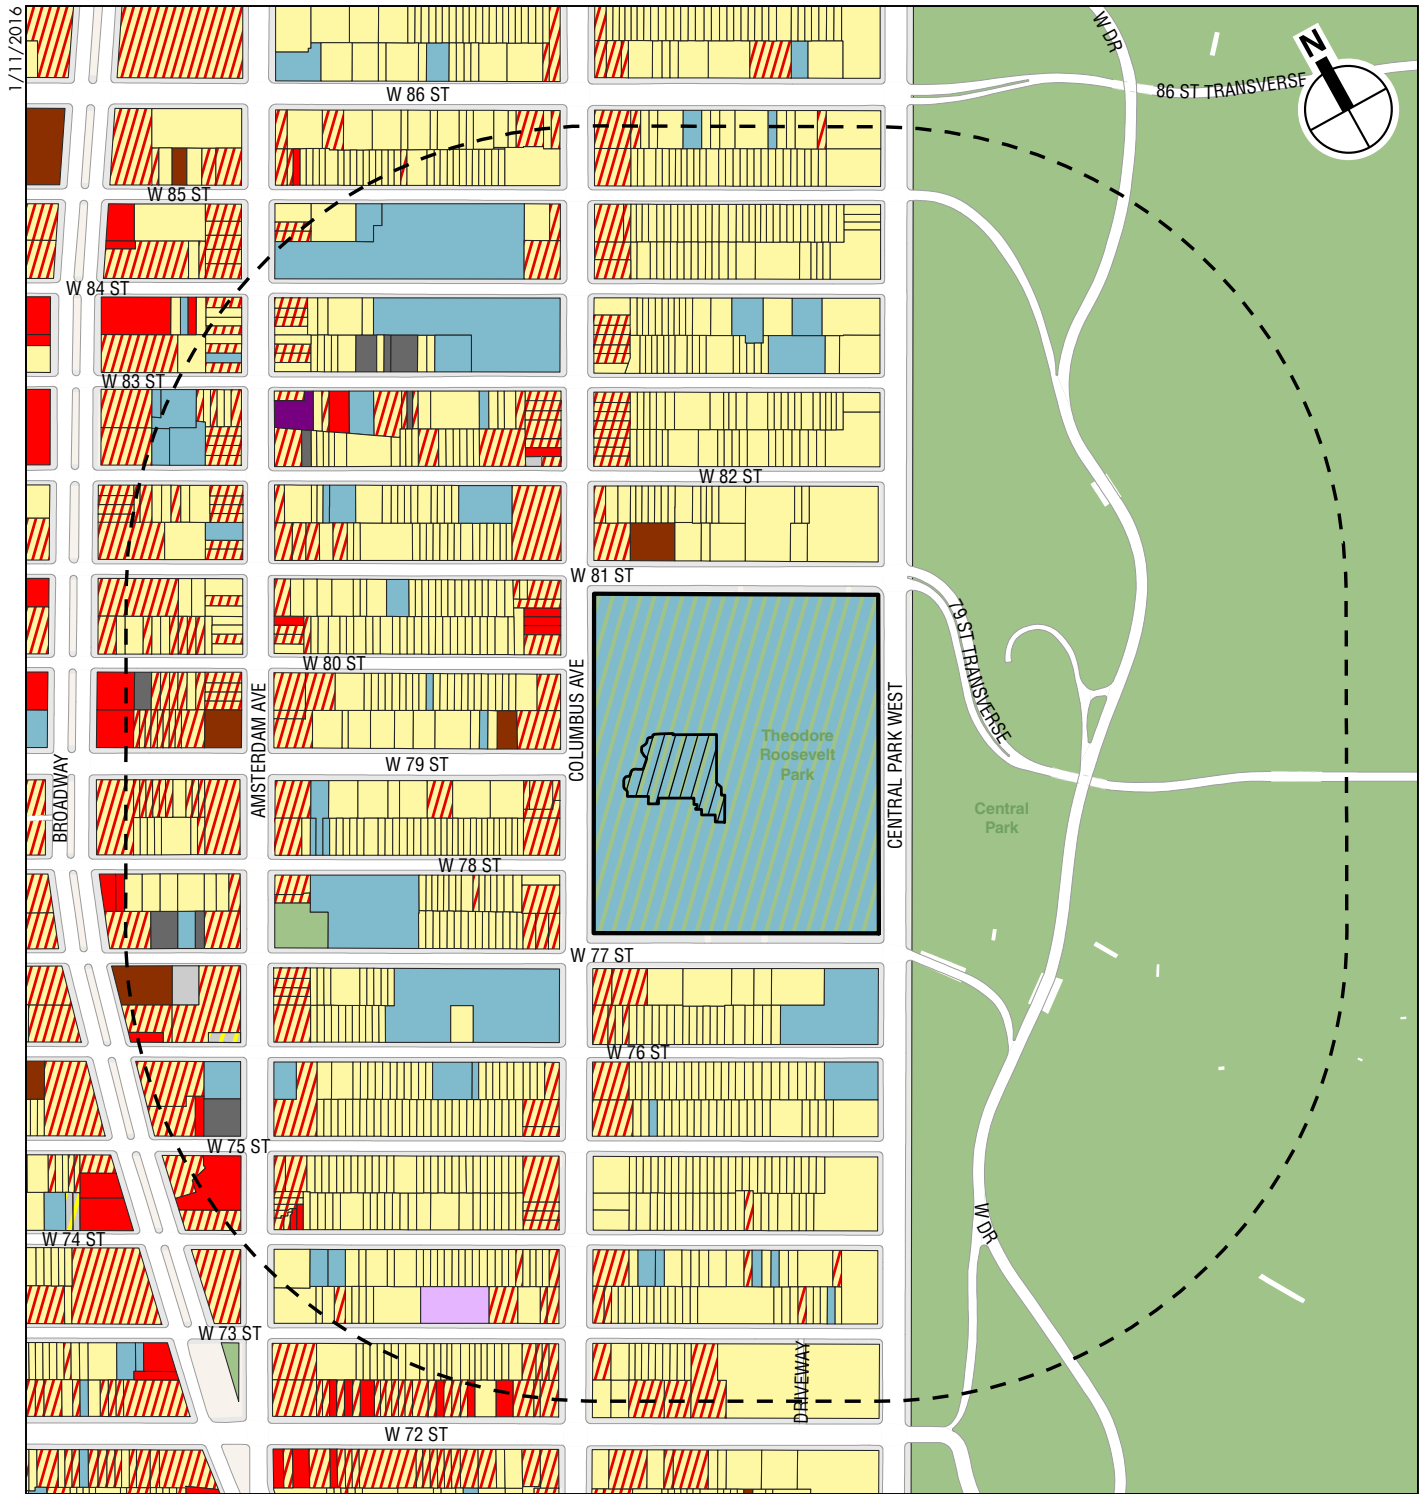 1/11/2016
W DR
N
86 ST TRANSVERSE
W 86 ST
W 85 ST
W 84 ST
W 83 ST
W 82 ST
W 81 ST
79 ST TRANSVERSE
W 80 ST
COLUMBUS AVE
AMSTERDAM AVE
CENTRAL PARK WEST
Theodore
Roosevelt
Park
BROADWAY
W 79 ST
Central
Park
W 78 ST
W 77 ST
W 76 ST
W 75 ST
W DR
W 74 ST
W 73 ST
DRIVEWAY
W 72 ST